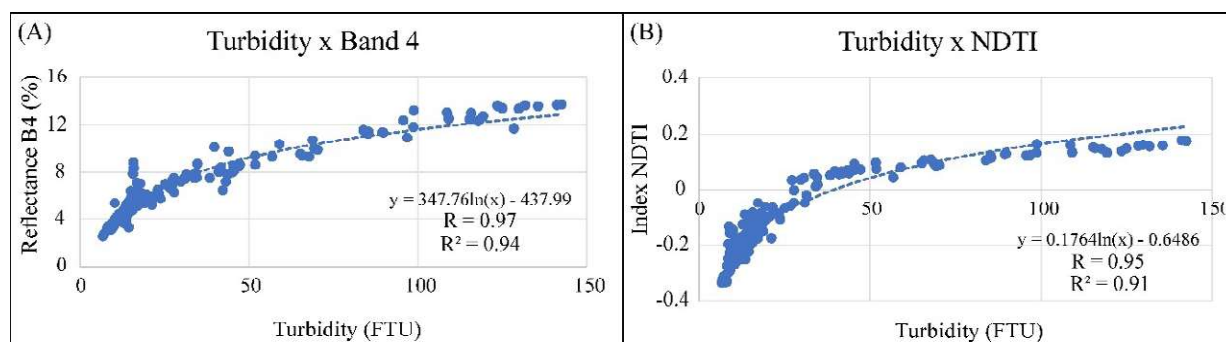 (A)
Turbidity x Band 4
Reflectance B4 (%)
16
12
8
4
0
y = 347.76ln(x) - 437.99
R = 0.97
R² = 0.94
0
50
100
150
Turbidity (FTU)
(B)
Turbidity x NDTI
Index NDTI
0.4
0.2
0
-0.2
-0.4
0
50
100
150
y = 0.1764ln(x) - 0.6486
R = 0.95
R² = 0.91
Turbidity (FTU)